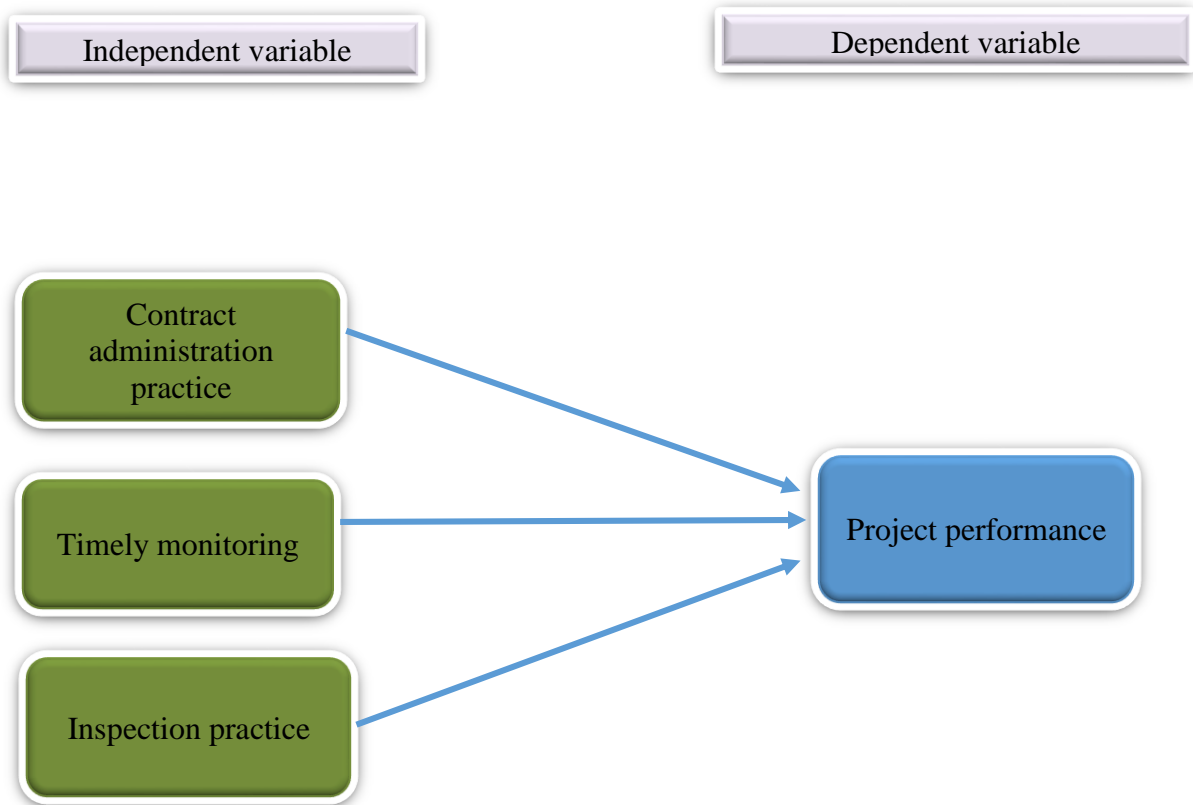 Independent variable
Dependent variable
Contract
administration
practice
Timely monitoring
Project performance
Inspection practice